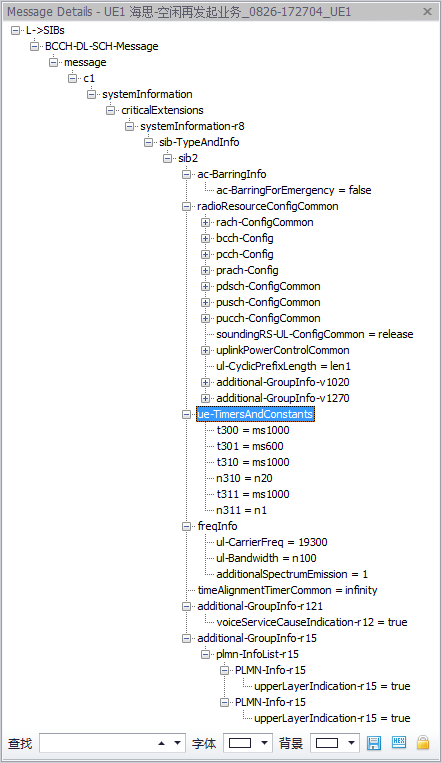 Message Details - UE1 海思-空闲再发起业务_0826-172704_UE1
L->SIBs
BCCH-DL-SCH-Message
message
c1
systemInformation
criticalExtensions
systemInformation-r8
sib-TypeAndInfo
sib2
ac-BarringInfo
ac-BarringForEmergency = false
radioResourceConfigCommon
rach-ConfigCommon
bcch-Config
pcch-Config
prach-Config
pdsch-ConfigCommon
pusch-ConfigCommon
pucch-ConfigCommon
soundingRS-UL-ConfigCommon = release
uplinkPowerControlCommon
ul-CyclicPrefixLength = len1
additional-GroupInfo-v1020
additional-GroupInfo-v1270
ue-TimersAndConstants
t300 = ms1000
t301 = ms600
t310 = ms1000
n310 = n20
t311 = ms1000
n311 = n1
freqInfo
ul-CarrierFreq = 19300
ul-Bandwidth = n100
additionalSpectrumEmission = 1
timeAlignmentTimerCommon = infinity
additional-GroupInfo-r121
voiceServiceCauseIndication-r12 = true
additional-GroupInfo-r15
plmn-InfoList-r15
PLMN-Info-r15
upperLayerIndication-r15 = true
PLMN-Info-r15
upperLayerIndication-r15 = true
查找 字体 背景 HEX